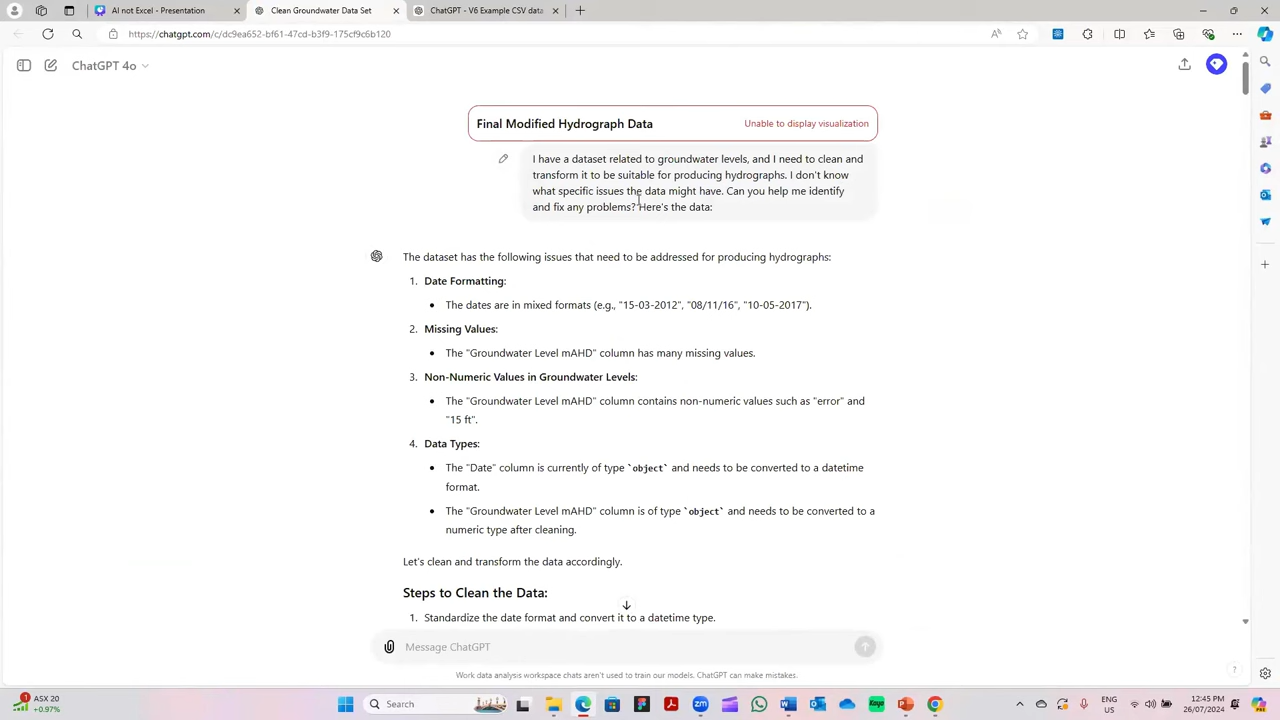 AI not Excel - Presentation
Clean Groundwater Data Set
ChatGPT - V6 Example CSV data
https://chatgpt.com/c/dc9ea652-bf61-47cd-b3f9-175cf9c6b120
ChatGPT 4o
Final Modified Hydrograph Data
Unable to display visualization
I have a dataset related to groundwater levels, and I need to clean and
transform it to be suitable for producing hydrographs. I don't know
what specific issues the data might have. Can you help me identify
and fix any problems? Here's the data:
The dataset has the following issues that need to be addressed for producing hydrographs:
1. Date Formatting:
• The dates are in mixed formats (e.g., "15-03-2012", "08/11/16", "10-05-2017").
2. Missing Values:
• The "Groundwater Level mAHD" column has many missing values.
3. Non-Numeric Values in Groundwater Levels:
• The "Groundwater Level mAHD" column contains non-numeric values such as "error" and
"15 ft".
4. Data Types:
• The "Date" column is currently of type `object` and needs to be converted to a datetime
format.
• The "Groundwater Level mAHD" column is of type `object` and needs to be converted to a
numeric type after cleaning.
Let's clean and transform the data accordingly.
Steps to Clean the Data:
1. Standardize the date format and convert it to a datetime type.
Message ChatGPT
Work data analysis workspace chats aren't used to train our models. ChatGPT can make mistakes.
?
1
ASX 20
+0.97%
Search
zm
Kayo
ENG
US
12:45 PM
26/07/2024